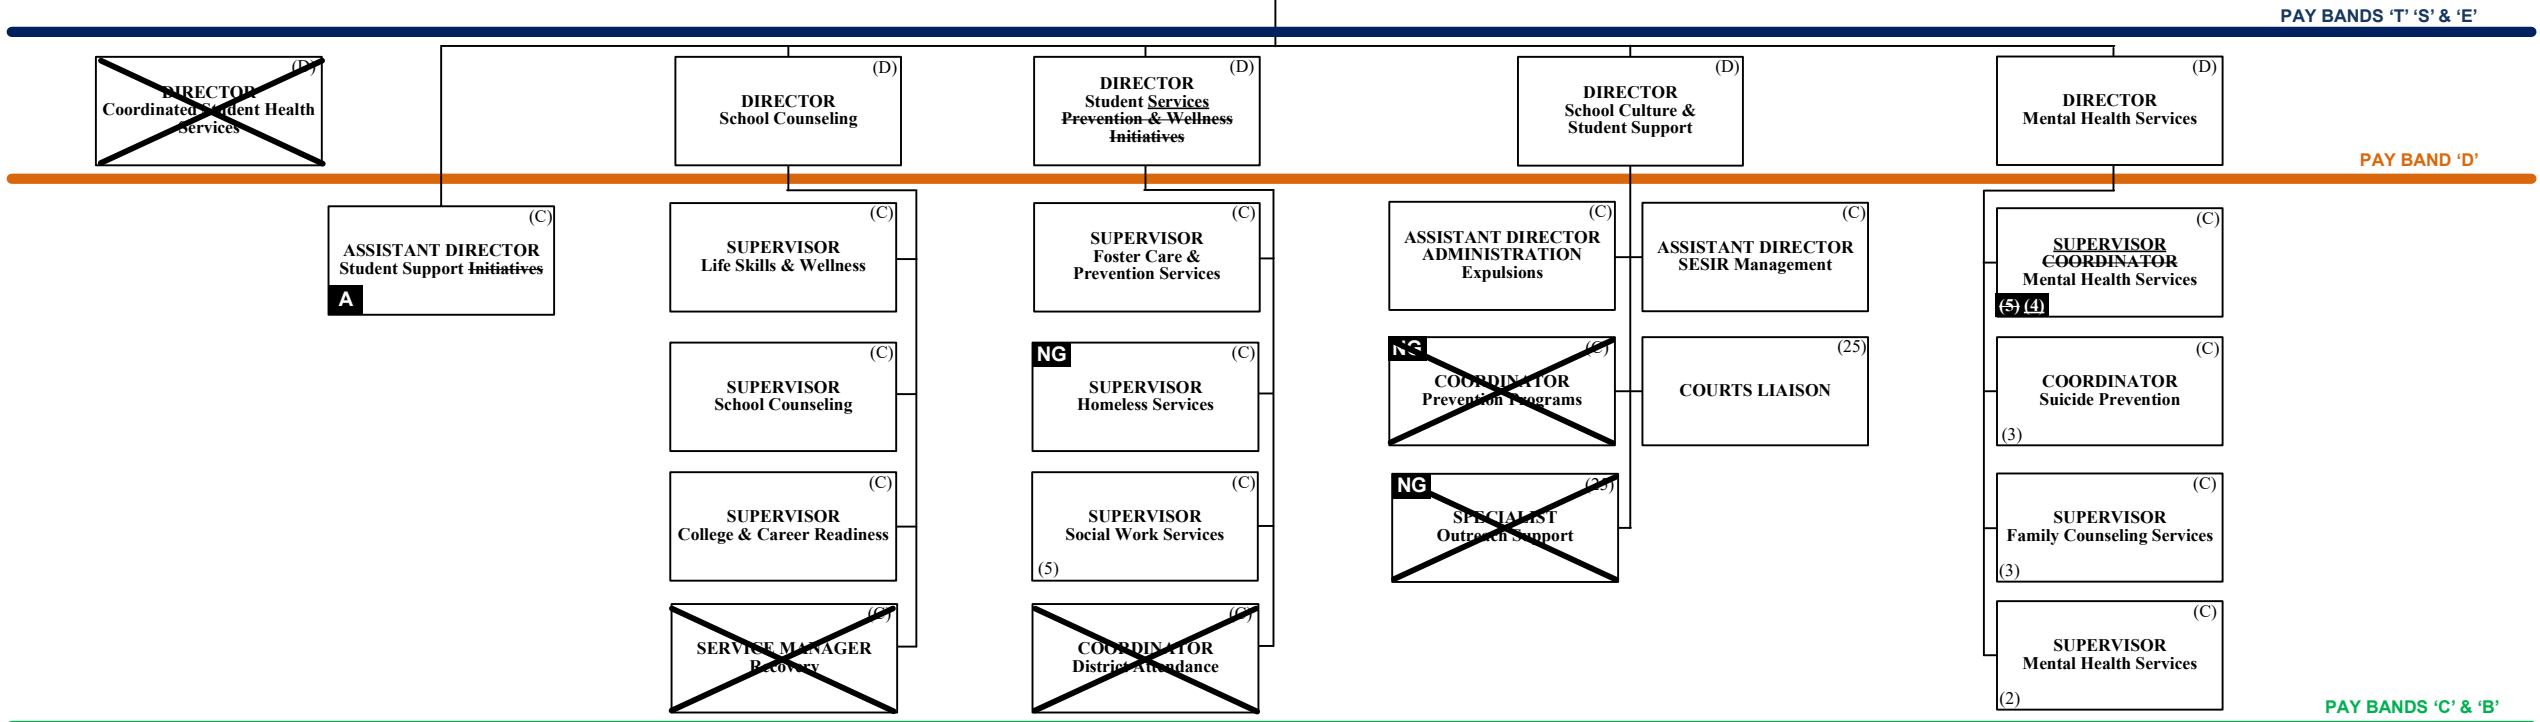 PAY BANDS ‘T’ ‘S’ & ‘E’
(D)
DIRECTOR
Coordinated Student Health
Services
(D)
DIRECTOR
School Counseling
(D)
DIRECTOR
Student Services
Prevention & Wellness
Initiatives
(D)
DIRECTOR
School Culture &
Student Support
(D)
DIRECTOR
Mental Health Services
PAY BAND ‘D’
(C)
ASSISTANT DIRECTOR
Student Support Initiatives
A
(C)
SUPERVISOR
Life Skills & Wellness
(C)
SUPERVISOR
School Counseling
(C)
SUPERVISOR
College & Career Readiness
(C)
SERVICE MANAGER
Recovery
(C)
SUPERVISOR
Foster Care &
Prevention Services
NG
(C)
SUPERVISOR
Homeless Services
(C)
SUPERVISOR
Social Work Services
(5)
(C)
COORDINATOR
District Attendance
(C)
ASSISTANT DIRECTOR
ADMINISTRATION
Expulsions
(C)
ASSISTANT DIRECTOR
SESIR Management
NG
(C)
COORDINATOR
Prevention Programs
(25)
COURTS LIAISON
NG
(25)
SPECIALIST
Outreach Support
(C)
SUPERVISOR
COORDINATOR
Mental Health Services
(5) (4)
(C)
COORDINATOR
Suicide Prevention
(3)
(C)
SUPERVISOR
Family Counseling Services
(3)
(C)
SUPERVISOR
Mental Health Services
(2)
PAY BANDS ‘C’ & ‘B’